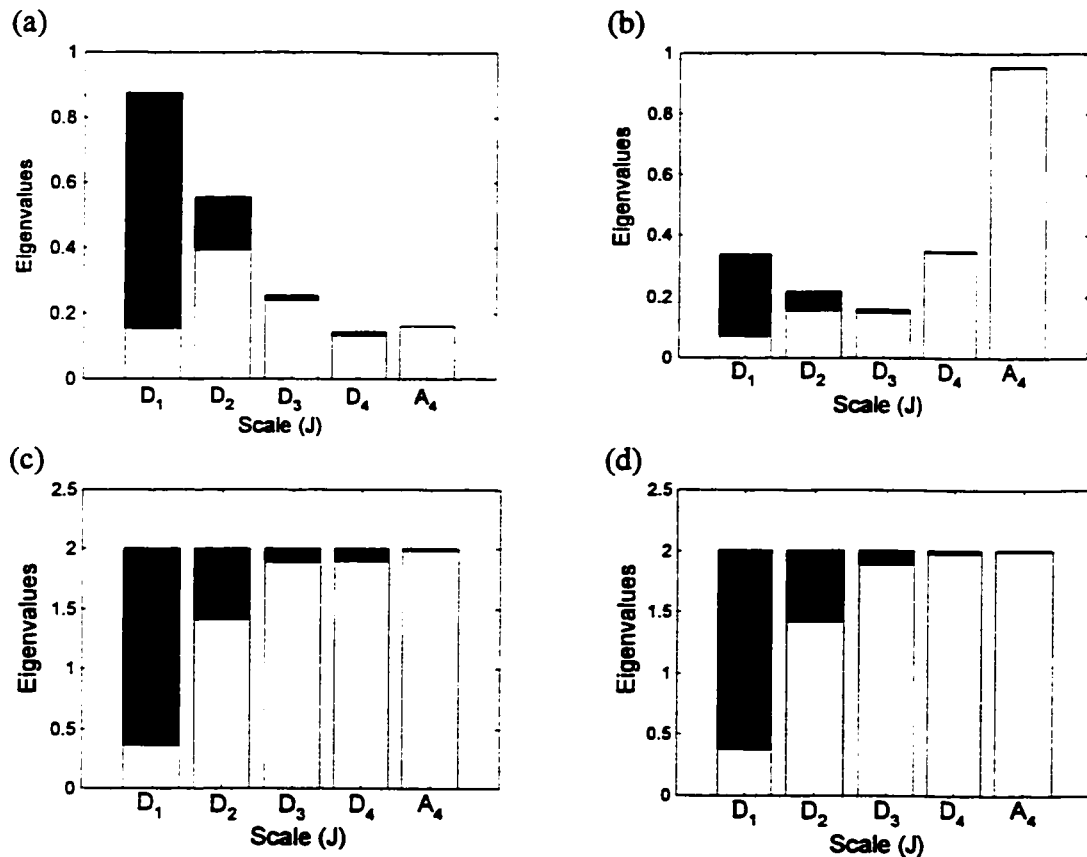 (a)
1
0.8
0.6
0.4
0.2
0
Eigenvalues
D1 D2 D3 D4 A4
Scale (J)
(b)
1
0.8
0.6
0.4
0.2
0
Eigenvalues
D1 D2 D3 D4 A4
Scale (J)
(c)
2.5
2
1.5
1
0.5
0
Eigenvalues
D1 D2 D3 D4 A4
Scale (J)
(d)
2.5
2
1.5
1
0.5
0
Eigenvalues
D1 D2 D3 D4 A4
Scale (J)